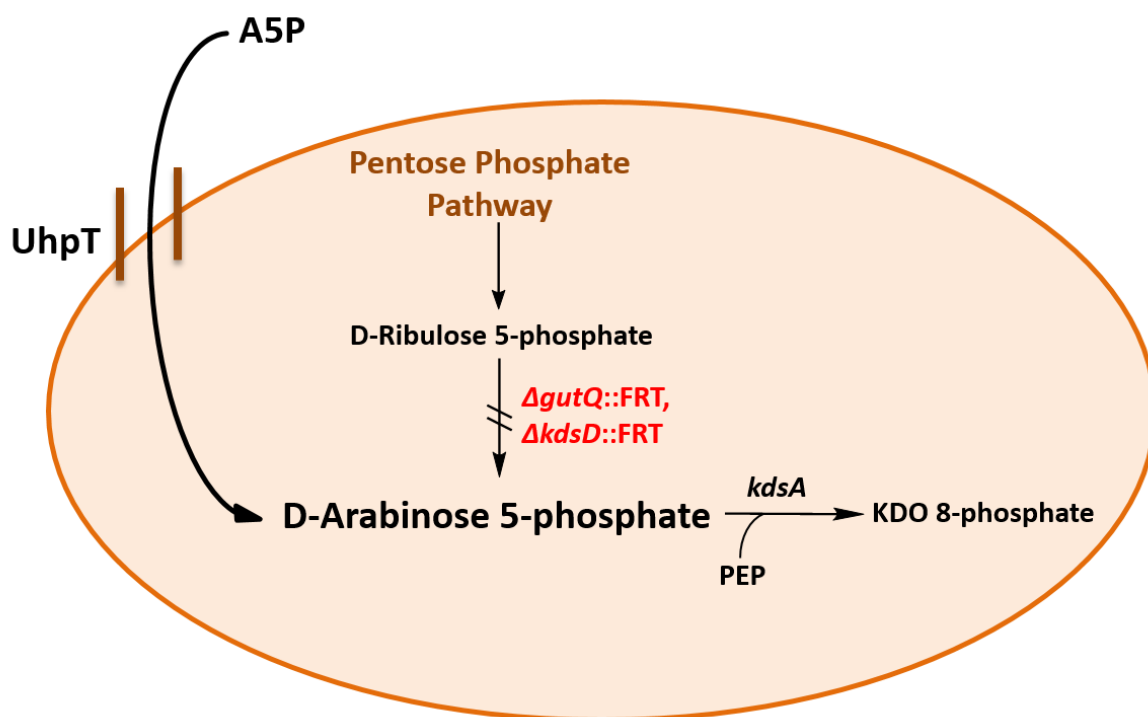 A5P
Pentose Phosphate
Pathway
UhpT
D-Ribulose 5-phosphate
ΔgutQ::FRT,
ΔkdsD::FRT
D-Arabinose 5-phosphate
kdsA
KDO 8-phosphate
PEP